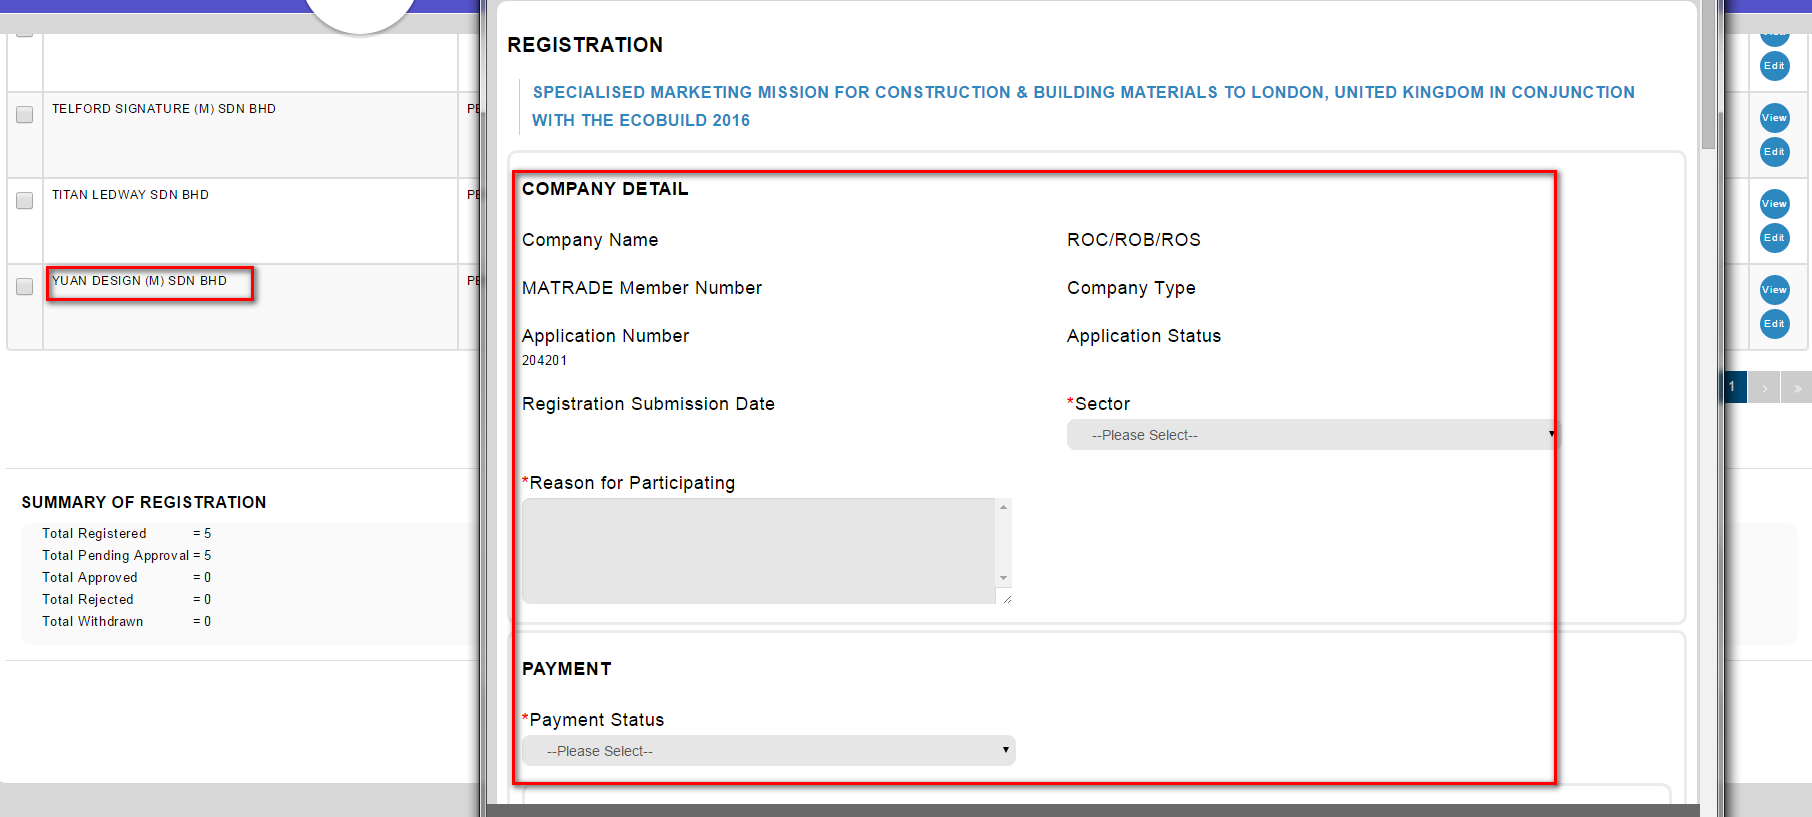 TELFORD SIGNATURE (M) SDN BHD
TITAN LEDWAY SDN BHD
YUAN DESIGN (M) SDN BHD
SUMMARY OF REGISTRATION
Total Registered = 5
Total Pending Approval = 5
Total Approved = 0
Total Rejected = 0
Total Withdrawn = 0
REGISTRATION
SPECIALISED MARKETING MISSION FOR CONSTRUCTION & BUILDING MATERIALS TO LONDON, UNITED KINGDOM IN CONJUNCTION
WITH THE ECOBUILD 2016
COMPANY DETAIL
Company Name
ROC/ROB/ROS
MATRADE Member Number
Company Type
Application Number
204201
Application Status
Registration Submission Date
*Sector
--Please Select--
*Reason for Participating
PAYMENT
*Payment Status
--Please Select--
Edit
View
Edit
View
Edit
View
Edit
1 › »